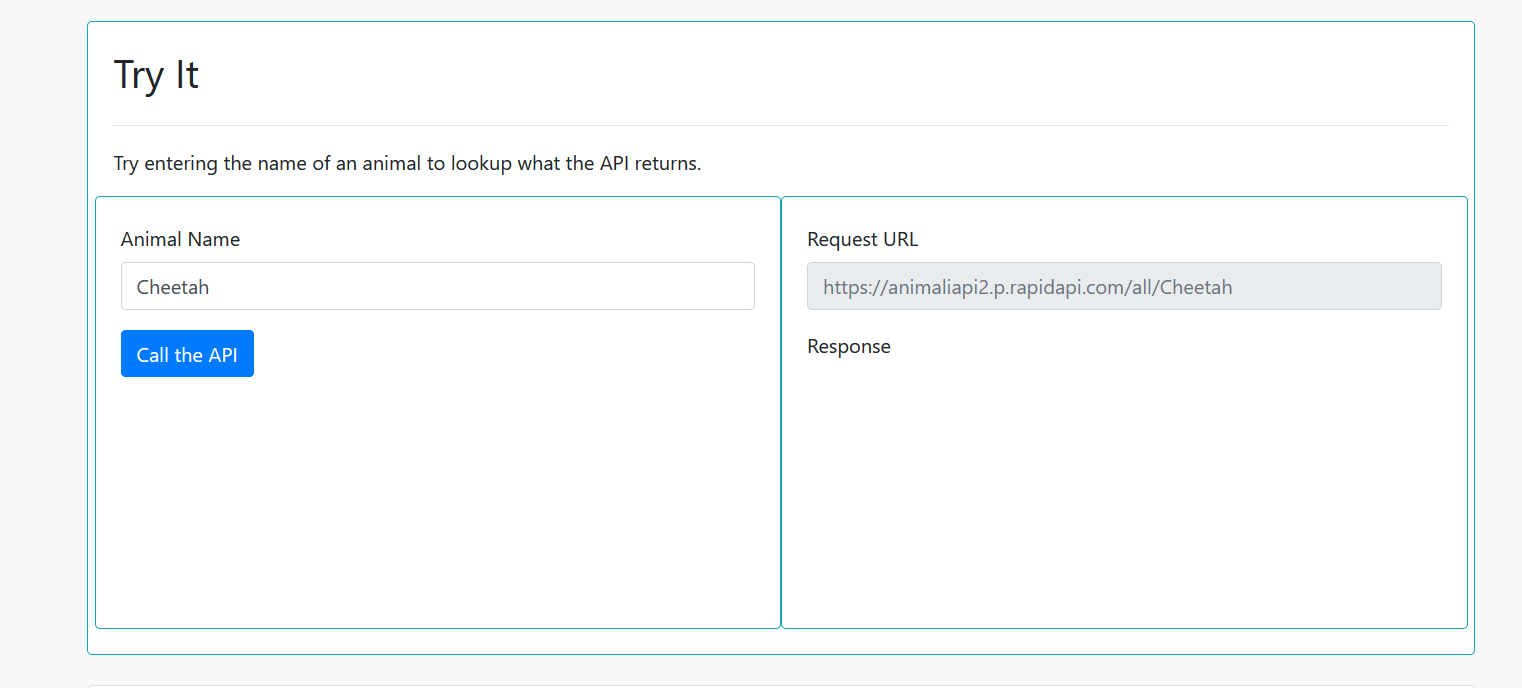 Try It
Try entering the name of an animal to lookup what the API returns.
Animal Name
Cheetah
Call the API
Request URL
https://animaliapi2.p.rapidapi.com/all/Cheetah
Response